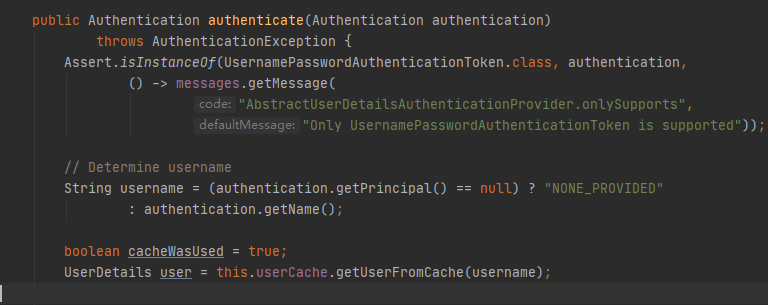 public Authentication authenticate(Authentication authentication)
throws AuthenticationException {
Assert.isInstanceOf(UsernamePasswordAuthenticationToken.class, authentication,
() -> messages.getMessage(
code: "AbstractUserDetailsAuthenticationProvider.onlySupports",
defaultMessage: "Only UsernamePasswordAuthenticationToken is supported"));
// Determine username
String username = (authentication.getPrincipal() == null) ? "NONE_PROVIDED"
: authentication.getName();
boolean cacheWasUsed = true;
UserDetails user = this.userCache.getUserFromCache(username);